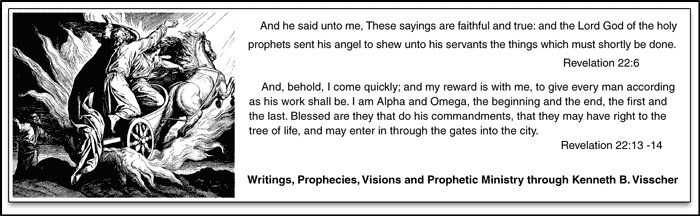 And he said unto me, These sayings are faithful and true: and the Lord God of the holy
prophets sent his angel to shew unto his servants the things which must shortly be done.
Revelation 22:6
And, behold, I come quickly; and my reward is with me, to give every man according
as his work shall be. I am Alpha and Omega, the beginning and the end, the first and
the last. Blessed are they that do his commandments, that they may have right to the
tree of life, and may enter in through the gates into the city.
Revelation 22:13 -14
Writings, Prophecies, Visions and Prophetic Ministry through Kenneth B. Visscher